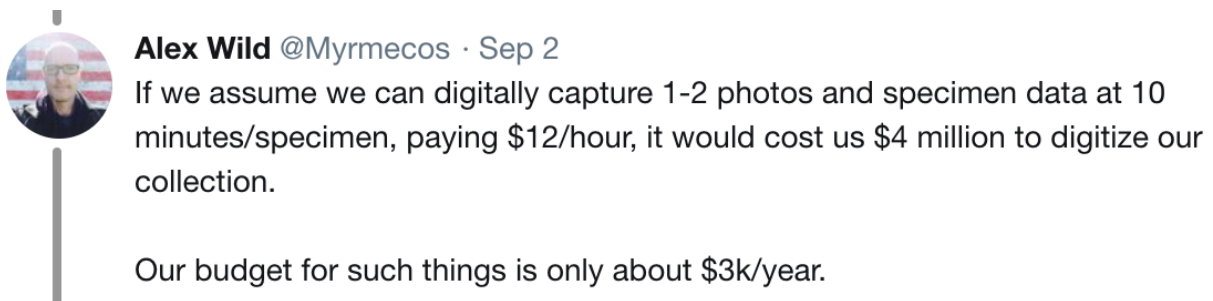 Alex Wild @Myrmecos · Sep 2
If we assume we can digitally capture 1-2 photos and specimen data at 10
minutes/specimen, paying $12/hour, it would cost us $4 million to digitize our
collection.
Our budget for such things is only about $3k/year.